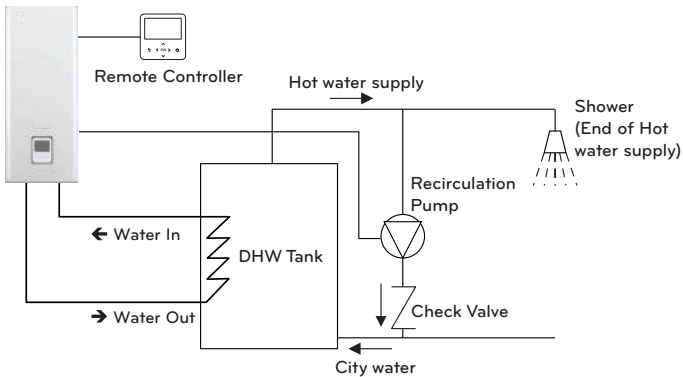 Remote Controller
Hot water supply
Shower
(End of Hot
water supply)
Recirculation
Pump
← Water In
DHW Tank
→ Water Out
Check Valve
City water